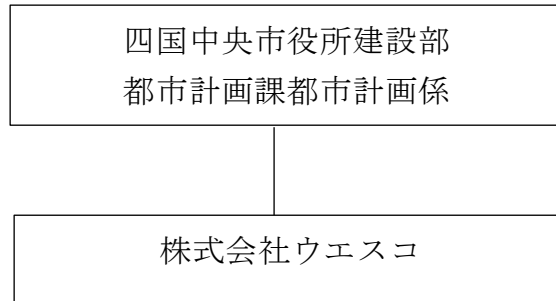 四国中央市役所建設部
都市計画課都市計画係
株式会社ウエスコ